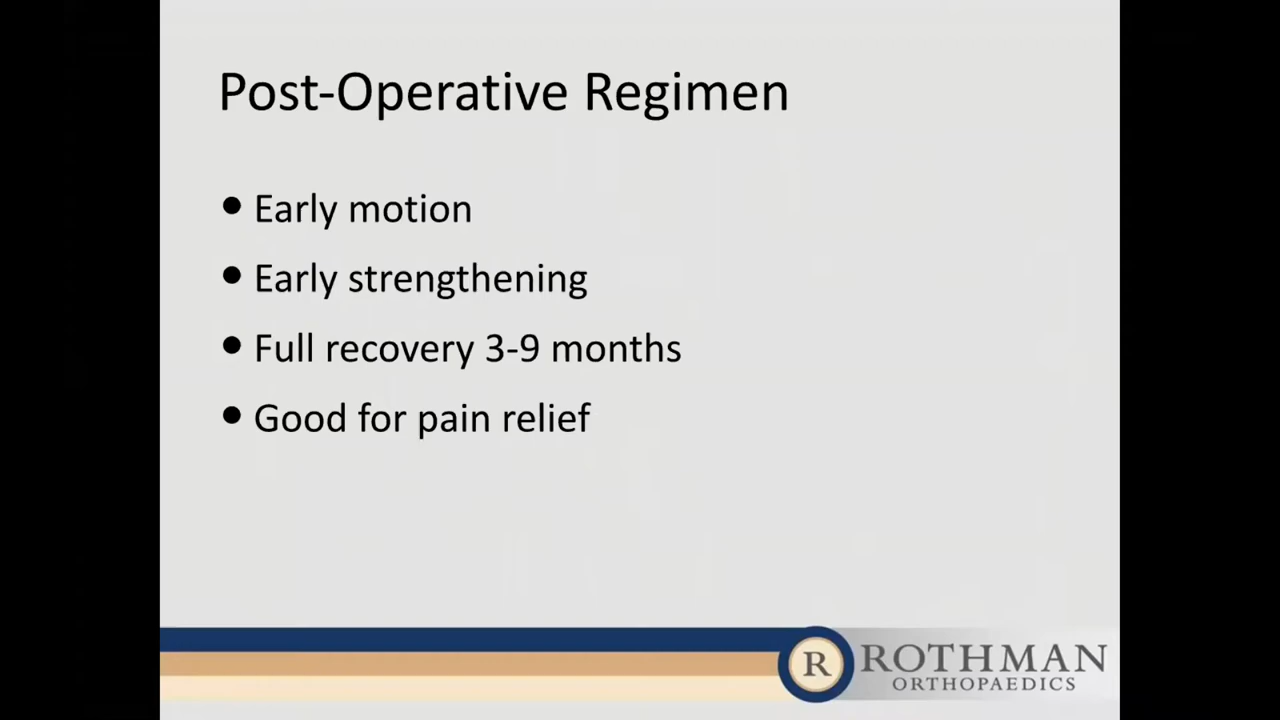 Post-Operative Regimen
• Early motion
• Early strengthening
• Full recovery 3-9 months
• Good for pain relief
R ROTHMAN
ORTHOPAEDICS